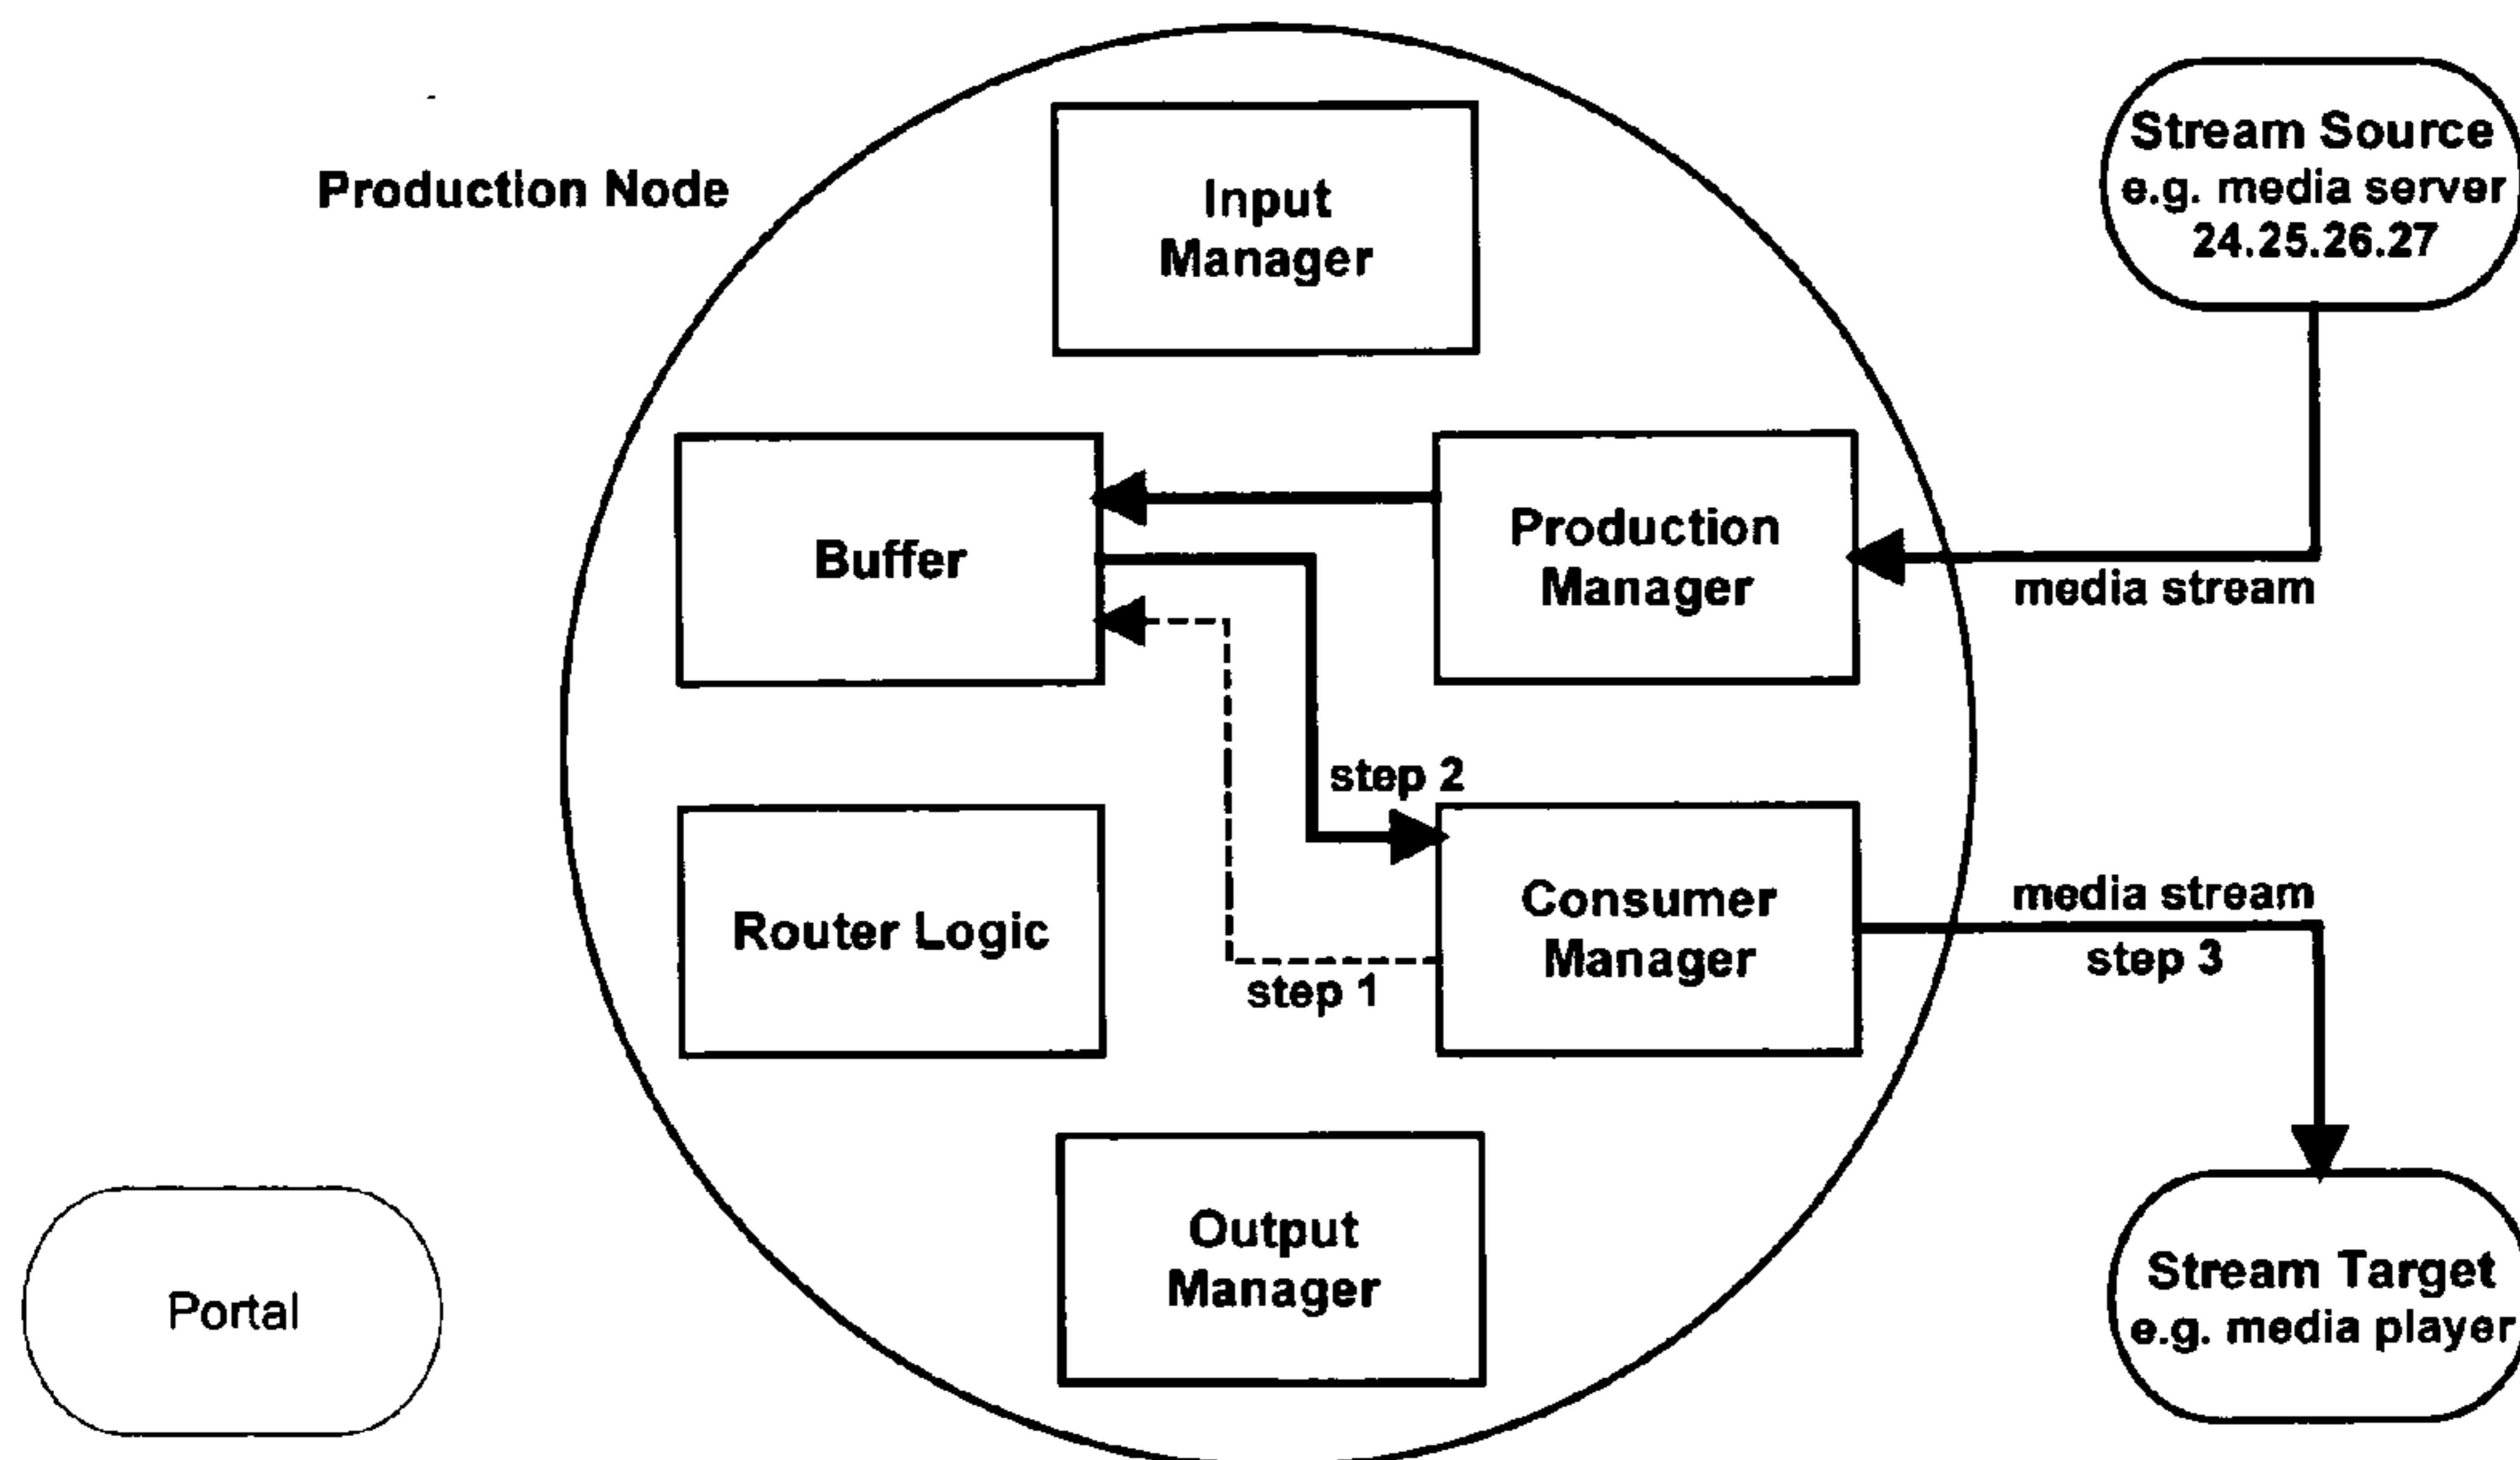 Production Node
Input
Manager
Stream Source
e.g. media server
24.25.26.27
Buffer
Production
Manager
media stream
step 2
Router Logic
Consumer
Manager
step 1
media stream
step 3
Output
Manager
Portal
Stream Target
e.g. media player